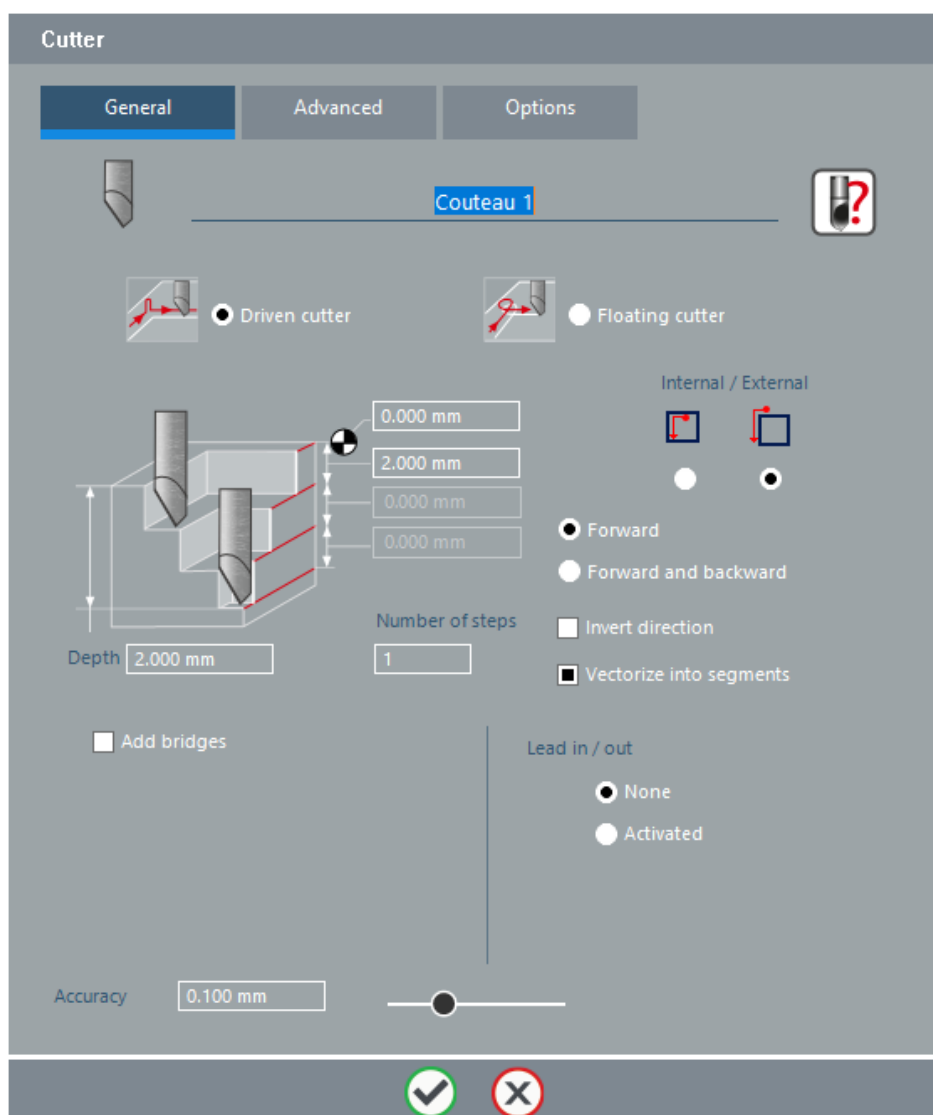 Cutter
General Advanced Options
Couteau 1
?
Driven cutter Floating cutter
Internal / External
0.000 mm
2.000 mm
0.000 mm
0.000 mm
Forward
Forward and backward
Number of steps
Invert direction
Depth 2.000 mm 1
Vectorize into segments
Add bridges
Lead in / out
None
Activated
Accuracy 0.100 mm